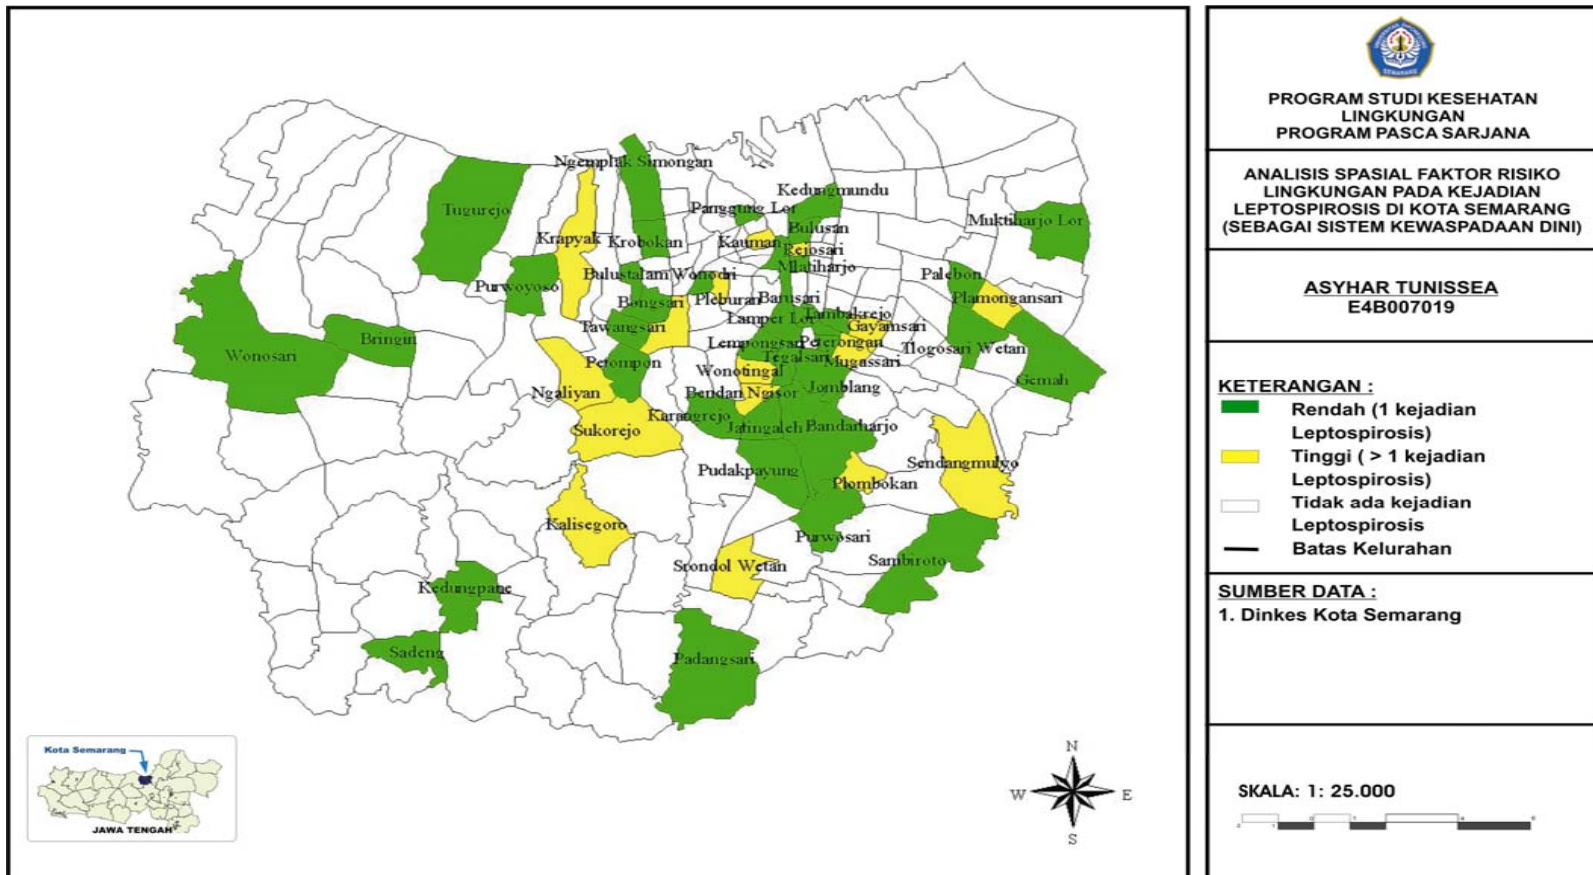 Ngemplak Simongan
Kedungmundu
Tugurejo
Panggung Lor
Muktiharjo Lor
Krapyak
Krobokan
Kauman
Bulusan
Rejosari
Mlatiharjo
Purwoyoso
Bulustalam
Wonodri
Palebon
Bongsari
Pleburan
Barusari
Plamongansari
Tawangsari
Lamper Lor
Tambakrejo
Gayamsari
Wonosari
Bringin
Lempongsari
Peterongan
Tlogosari Wetan
Petompon
Tegalsari
Mugassari
Wonotingal
Gemah
Ngaliyan
Bendan Ngisor
Jomblang
Karangrejo
Sukorejo
Jatingaleh
Bandarharjo
Pudakpayung
Sendangmulyo
Plombokan
Kalisegoro
Purwosari
Srondol Wetan
Sambiroto
Kedungpane
Sadeng
Padangsari
Kota Semarang
JAWA TENGAH
N
W
E
S
UNIVERSITAS DIPONEGORO
SEMARANG
PROGRAM STUDI KESEHATAN
LINGKUNGAN
PROGRAM PASCA SARJANA
ANALISIS SPASIAL FAKTOR RISIKO
LINGKUNGAN PADA KEJADIAN
LEPTOSPIROSIS DI KOTA SEMARANG
(SEBAGAI SISTEM KEWASPADAAN DINI)
ASYHAR TUNISSEA
E4B007019
KETERANGAN :
Rendah (1 kejadian
Leptospirosis)
Tinggi ( > 1 kejadian
Leptospirosis)
Tidak ada kejadian
Leptospirosis
Batas Kelurahan
SUMBER DATA :
1. Dinkes Kota Semarang
SKALA: 1: 25.000